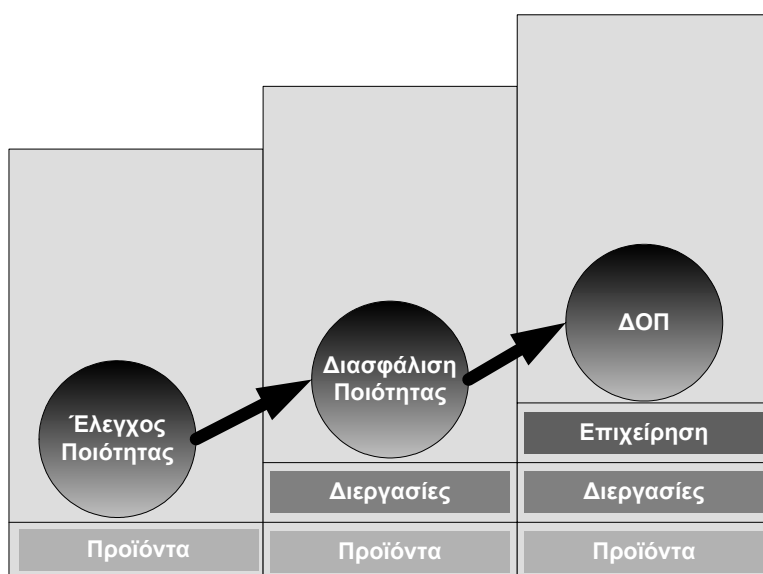 ΔΟΠ
Διασφάλιση
Ποιότητας
Έλεγχος
Ποιότητας
Επιχείρηση
Διεργασίες
Διεργασίες
Προϊόντα
Προϊόντα
Προϊόντα